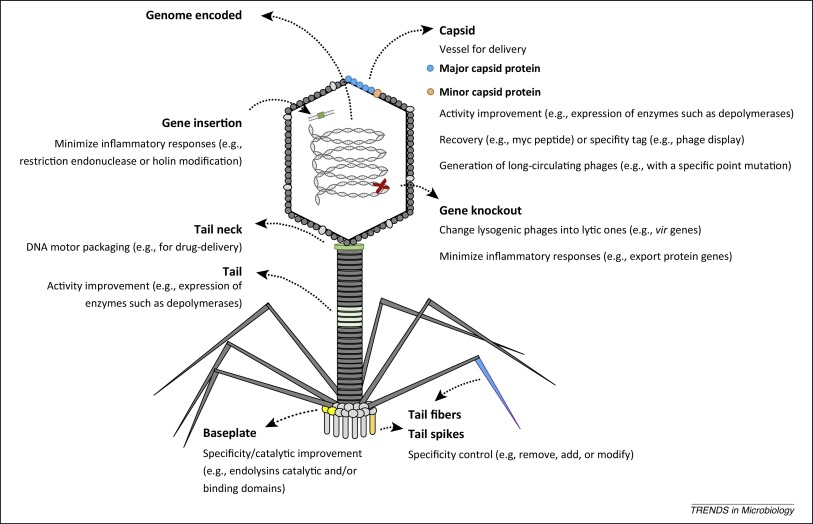 Genome encoded
Capsid
Vessel for delivery
Major capsid protein
Minor capsid protein
Activity improvement (e.g., expression of enzymes such as depolymerases)
Recovery (e.g., myc peptide) or specifity tag (e.g., phage display)
Generation of long-circulating phages (e.g., with a specific point mutation)
Gene insertion
Minimize inflammatory responses (e.g.,
restriction endonuclease or holin modification)
Gene knockout
Change lysogenic phages into lytic ones (e.g., vir genes)
Minimize inflammatory responses (e.g., export protein genes)
Tail neck
DNA motor packaging (e.g., for drug-delivery)
Tail
Activity improvement (e.g., expression of
enzymes such as depolymerases)
Baseplate
Specificity/catalytic improvement
(e.g., endolysins catalytic and/or
binding domains)
Tail fibers
Tail spikes
Specificity control (e.g, remove, add, or modify)
TRENDS in Microbiology